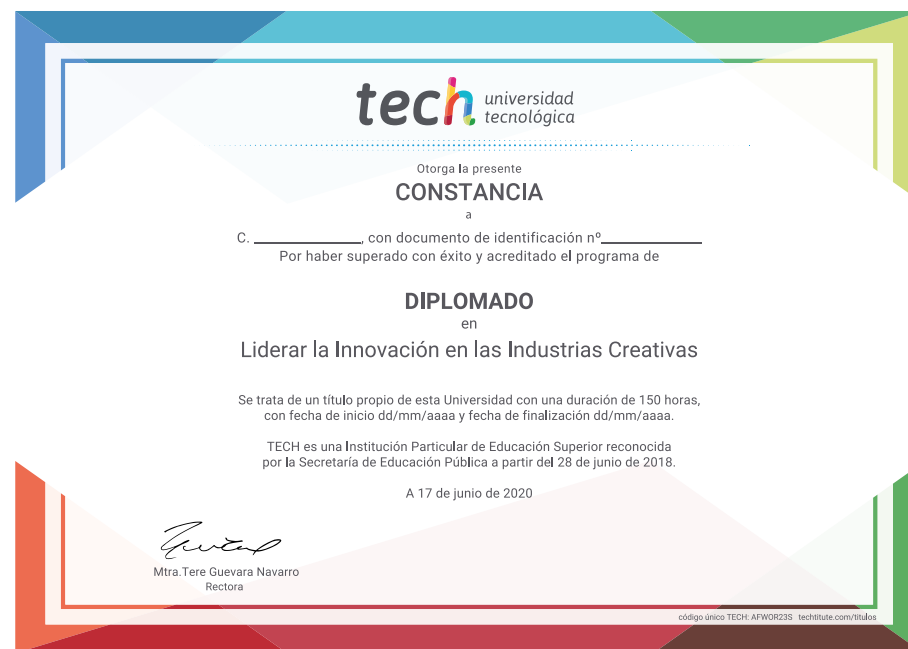 tech universidad
tecnológica
Otorga la presente
CONSTANCIA
a
C. ____________, con documento de identificación nº____________
Por haber superado con éxito y acreditado el programa de
DIPLOMADO
en
Liderar la Innovación en las Industrias Creativas
Se trata de un título propio de esta Universidad con una duración de 150 horas,
con fecha de inicio dd/mm/aaaa y fecha de finalización dd/mm/aaaa.
TECH es una Institución Particular de Educación Superior reconocida
por la Secretaría de Educación Pública a partir del 28 de junio de 2018.
A 17 de junio de 2020
Mtra.Tere Guevara Navarro
Rectora
código único TECH: AFWOR23S techtitute.com/titulos